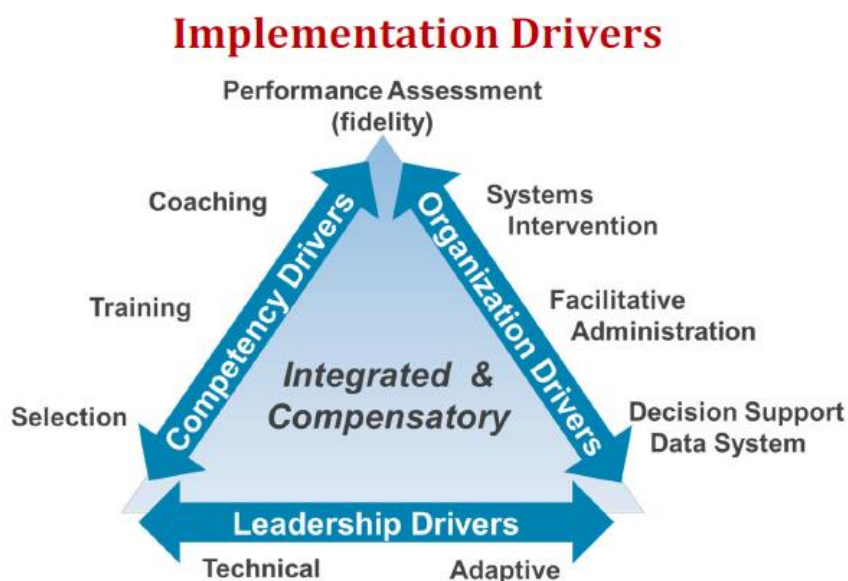 Implementation Drivers
Performance Assessment
(fidelity)
Coaching
Training
Selection
Competency Drivers
Organization Drivers
Systems
Intervention
Facilitative
Administration
Decision Support
Data System
Integrated &
Compensatory
Leadership Drivers
Technical
Adaptive